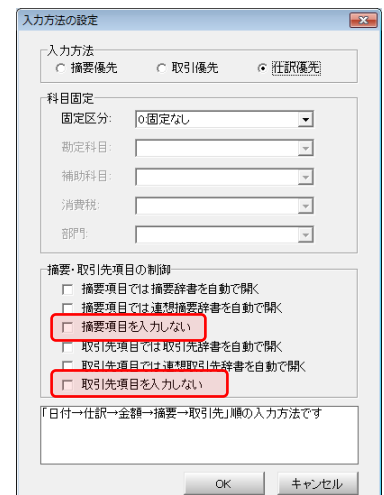 入力方法の設定
入力方法
摘要優先 取引優先 仕訳優先
科目固定
固定区分: 0:固定なし
勘定科目:
補助科目:
消費税:
部門:
摘要・取引先項目の制御
摘要項目では摘要辞書を自動で開く
摘要項目では連想摘要辞書を自動で開く
摘要項目を入力しない
取引先項目では取引先辞書を自動で開く
取引先項目では連想取引先辞書を自動で開く
取引先項目を入力しない
「日付→仕訳→金額→摘要→取引先」順の入力方法です
OK キャンセル